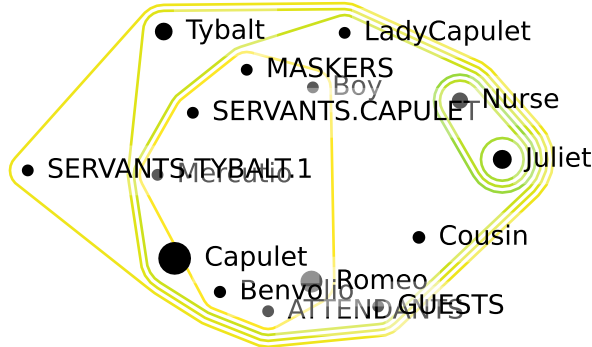 Tybalt
LadyCapulet
MASKERS
Boy
Nurse
SERVANTS.CAPULET
Juliet
SERVANTS.TYBALT.1
Mercutio
Cousin
Capulet
Romeo
Benvolio
GUESTS
ATTENDANTS